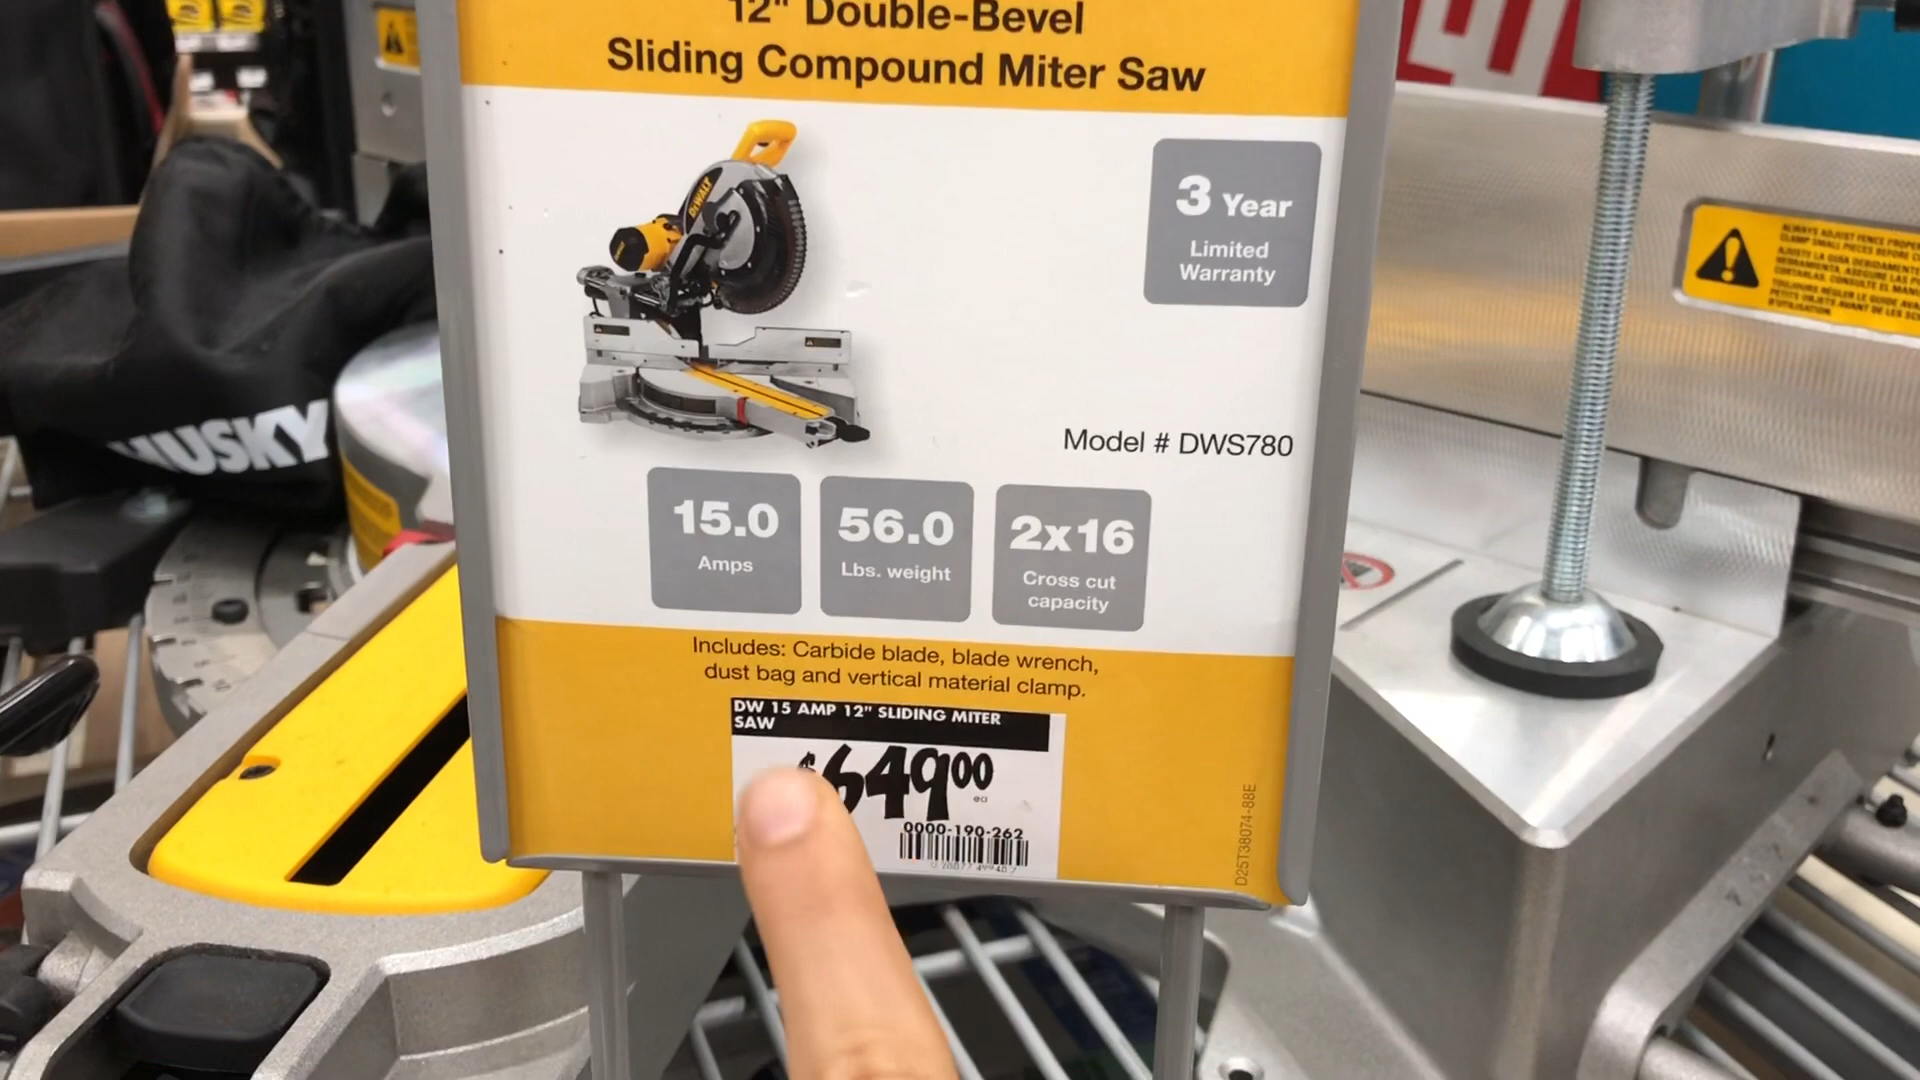 12" Double-Bevel
Sliding Compound Miter Saw
DEWALT
3 Year
Limited
Warranty
HUSKY
Model # DWS780
15.0
Amps
56.0
Lbs. weight
2x16
Cross cut
capacity
Includes: Carbide blade, blade wrench,
dust bag and vertical material clamp.
DW 15 AMP 12" SLIDING MITER
SAW
$64900
ea
0000-190-262
D25T38074-88E